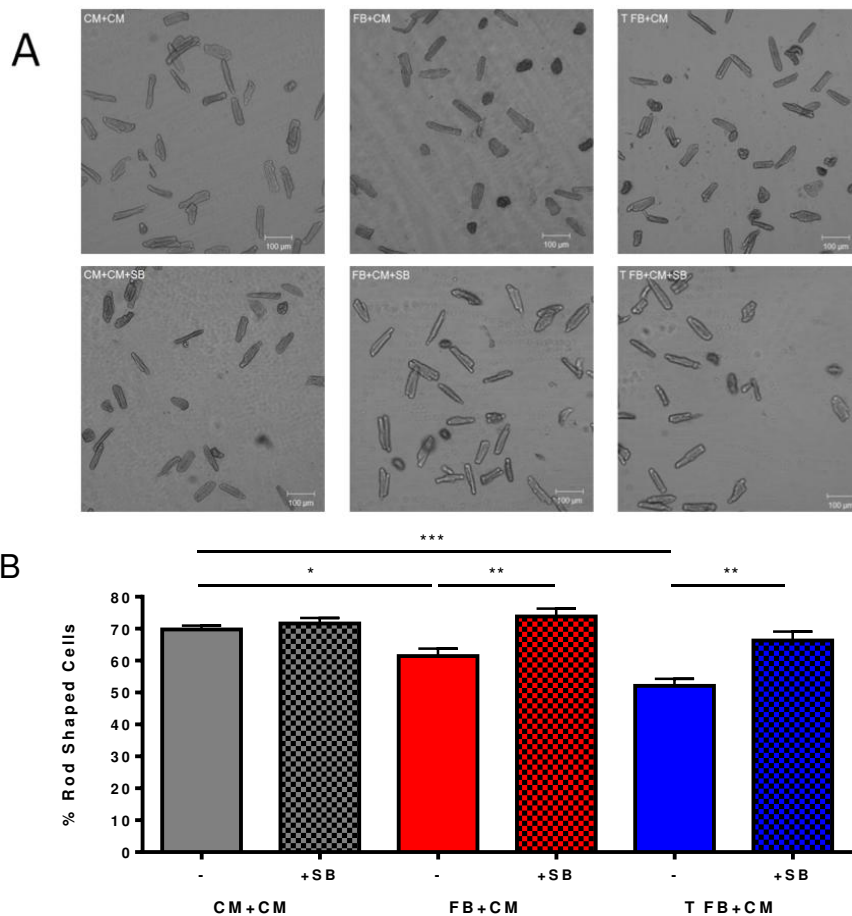 A
CM+CM
FB+CM
T FB+CM
100 µm
100 µm
100 µm
CM+CM+SB
FB+CM+SB
T FB+CM+SB
100 µm
100 µm
100 µm
B
***
*
**
**
80
70
60
50
40
30
20
10
0
% Rod Shaped Cells
-
+SB
-
+SB
-
+SB
CM+CM
FB+CM
T FB+CM